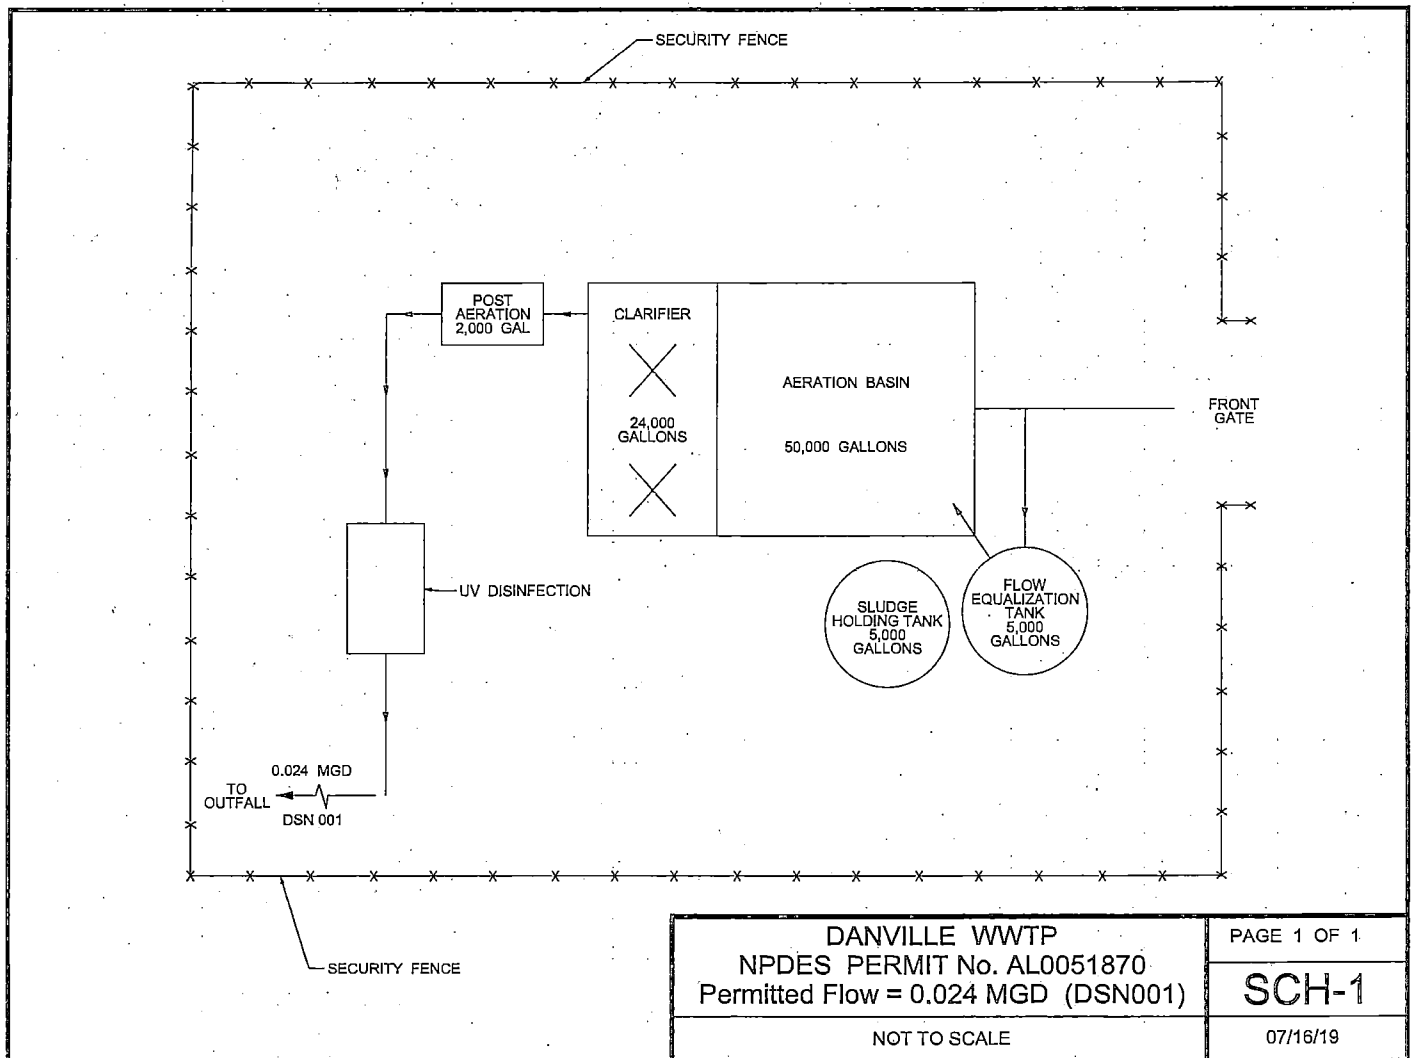 SECURITY FENCE
POST
AERATION
2,000 GAL
CLARIFIER
24,000
GALLONS
AERATION BASIN
50,000 GALLONS
FRONT
GATE
UV DISINFECTION
SLUDGE
HOLDING TANK
5,000
GALLONS
FLOW
EQUALIZATION
TANK
5,000
GALLONS
0.024 MGD
TO
OUTFALL
DSN 001
SECURITY FENCE
DANVILLE WWTP
NPDES PERMIT No. AL0051870
Permitted Flow = 0.024 MGD (DSN001)
NOT TO SCALE
PAGE 1 OF 1
SCH-1
07/16/19